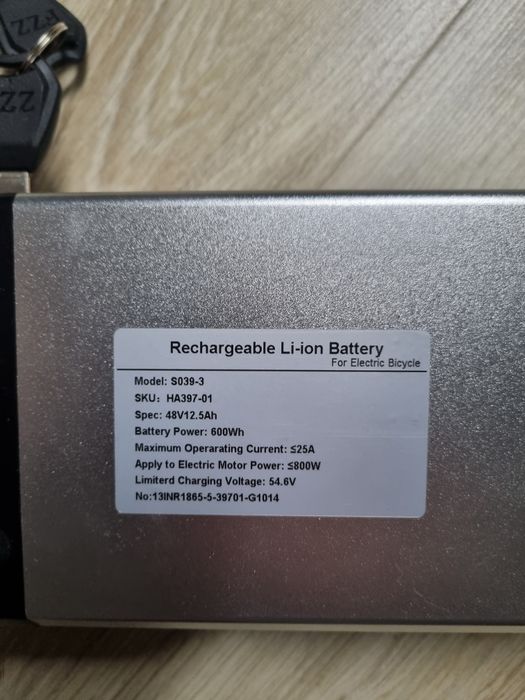 FZZ
ZZ
Rechargeable Li-ion Battery
For Electric Bicycle
Model: S039-3
SKU: HA397-01
Spec: 48V12.5Ah
Battery Power: 600Wh
Maximum Operarating Current: ≤25A
Apply to Electric Motor Power: ≤800W
Limiterd Charging Voltage: 54.6V
No:13INR1865-5-39701-G1014